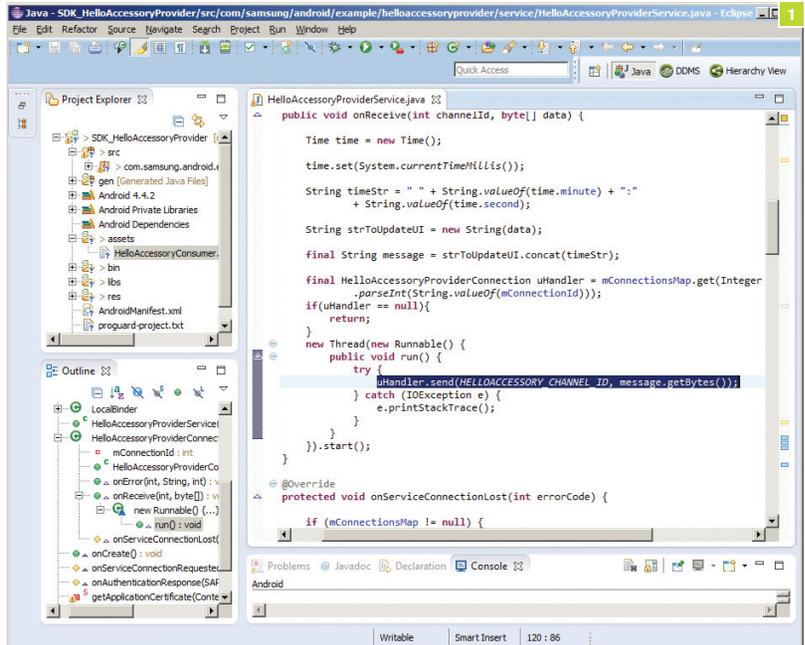 Java - SDK_HelloAccessoryProvider/src/com/samsung/android/example/helloaccessoryprovider/service/HelloAccessoryProviderService.java - Eclipse
1
File Edit Refactor Source Navigate Search Project Run Window Help
Quick Access
Java DDMS Hierarchy View
Project Explorer
> SDK_HelloAccessoryProvider [
> src
> com.samsung.android.e
gen [Generated Java Files]
Android 4.4.2
Android Private Libraries
Android Dependencies
> assets
HelloAccessoryConsumer.
> bin
> libs
> res
AndroidManifest.xml
proguard-project.txt
Outline
LocalBinder
HelloAccessoryProviderService(
HelloAccessoryProviderConnec
mConnectionId : int
HelloAccessoryProviderCo
onError(int, String, int) : v
onReceive(int, byte[]) : v
new Runnable() {...}
run() : void
onServiceConnectionLost(
onCreate() : void
onServiceConnectionRequested
onAuthenticationResponse(SAP
getApplicationCertificate(Conte
HelloAccessoryProviderService.java
public void onReceive(int channelId, byte[] data) {
Time time = new Time();
time.set(System.currentTimeMillis());
String timeStr = " " + String.valueOf(time.minute) + ":"
+ String.valueOf(time.second);
String strToUpdateUI = new String(data);
final String message = strToUpdateUI.concat(timeStr);
final HelloAccessoryProviderConnection uHandler = mConnectionsMap.get(Integer
.parseInt(String.valueOf(mConnectionId)));
if(uHandler == null){
return;
}
new Thread(new Runnable() {
public void run() {
try {
uHandler.send(HELLOACCESSORY_CHANNEL_ID, message.getBytes());
} catch (IOException e) {
e.printStackTrace();
}
}
}).start();
}
@Override
protected void onServiceConnectionLost(int errorCode) {
if (mConnectionsMap != null) {
Problems @ Javadoc Declaration Console
Android
Writable Smart Insert 120 : 86